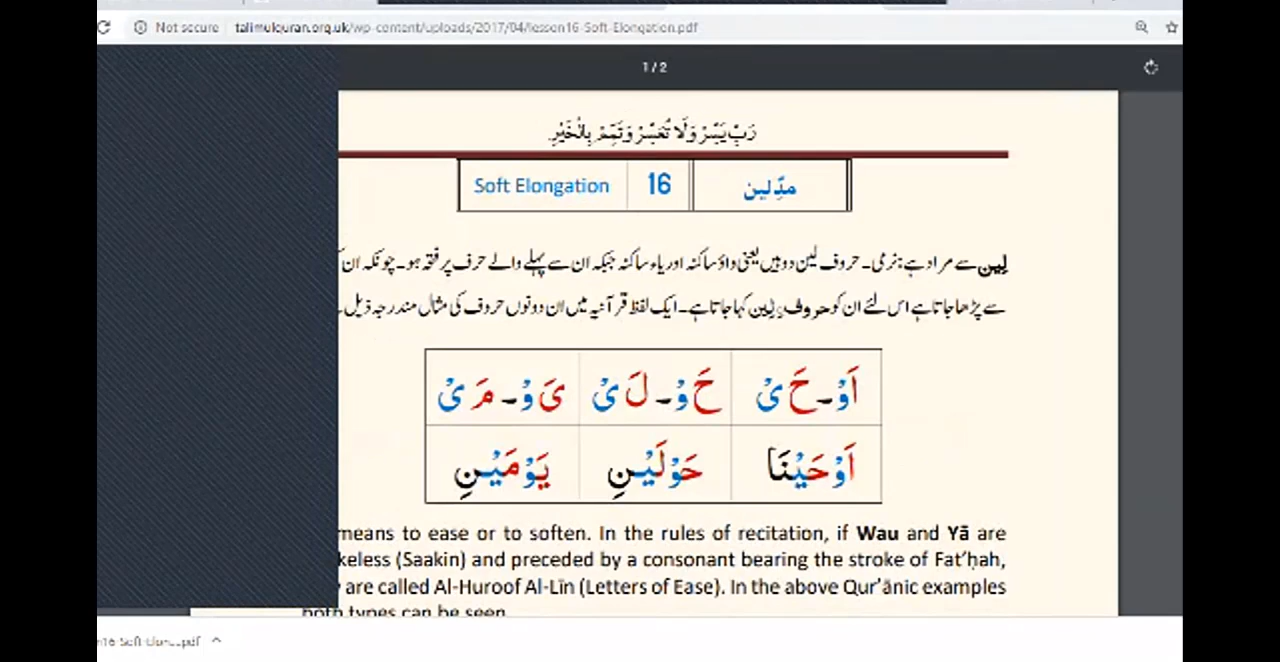 Not secure talimulquran.org.uk/wp-content/uploads/2017/04/lesson16-Soft-Elongation.pdf
1 / 2
رَبِّ يَسِّرْ وَلَا تُعَسِّرْ وَتَمِّمْ بِالْخَيْرِ
Soft Elongation 16 مدِّلین
لِین سے مراد ہے نرمی۔ حروف لین دو ہیں یعنی واؤ ساکنہ اور یاء ساکنہ جبکہ ان سے پہلے والے حرف پر فتحہ ہو۔ چونکہ ان
سے پڑھا جاتا ہے اس لئے ان کو حروف لین کہا جاتا ہے۔ ایک لفظ قرآنیہ میں ان دونوں حروف کی مثال مندرجہ ذیل
اَوْ۔حَیْ حَوْ۔لَیْ یَوْ۔مَیْ
اَوْحَيْنَا حَوْلَيْنِ يَوْمَيْنِ
means to ease or to soften. In the rules of recitation, if Wau and Yā are
keless (Saakin) and preceded by a consonant bearing the stroke of Fat’ḥah,
are called Al-Huroof Al-Līn (Letters of Ease). In the above Qur’ānic examples
both types can be seen